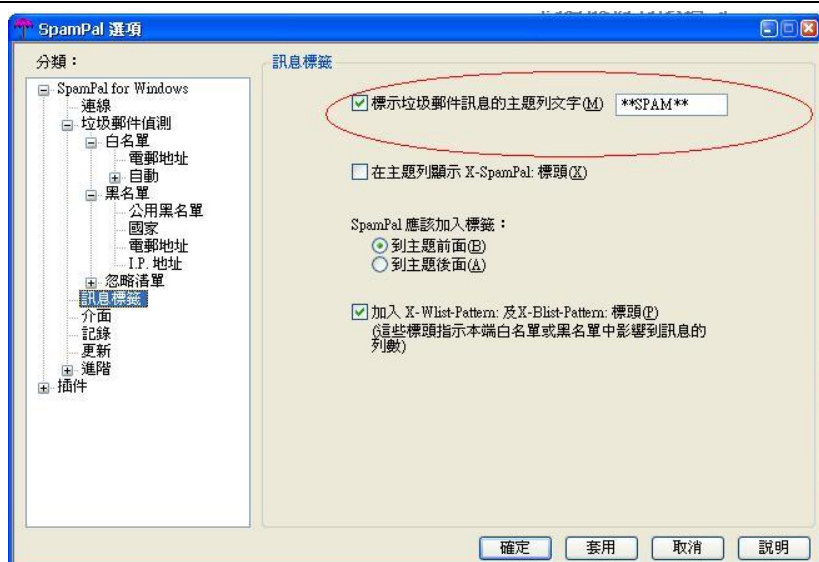 SpamPal 選項
分類：
SpamPal for Windows
連線
垃圾郵件偵測
白名單
電郵地址
自動
黑名單
公用黑名單
國家
電郵地址
I.P. 地址
忽略清單
訊息標籤
介面
記錄
更新
進階
插件
訊息標籤
標示垃圾郵件訊息的主題列文字(M) **SPAM**
在主題列顯示 X-SpamPal: 標頭(X)
SpamPal 應該加入標籤：
到主題前面(B)
到主題後面(A)
加入 X-Wlist-Pattern: 及X-Blist-Pattern: 標頭(P)
(這些標頭指示本端白名單或黑名單中影響到訊息的
列數)
確定 套用 取消 說明